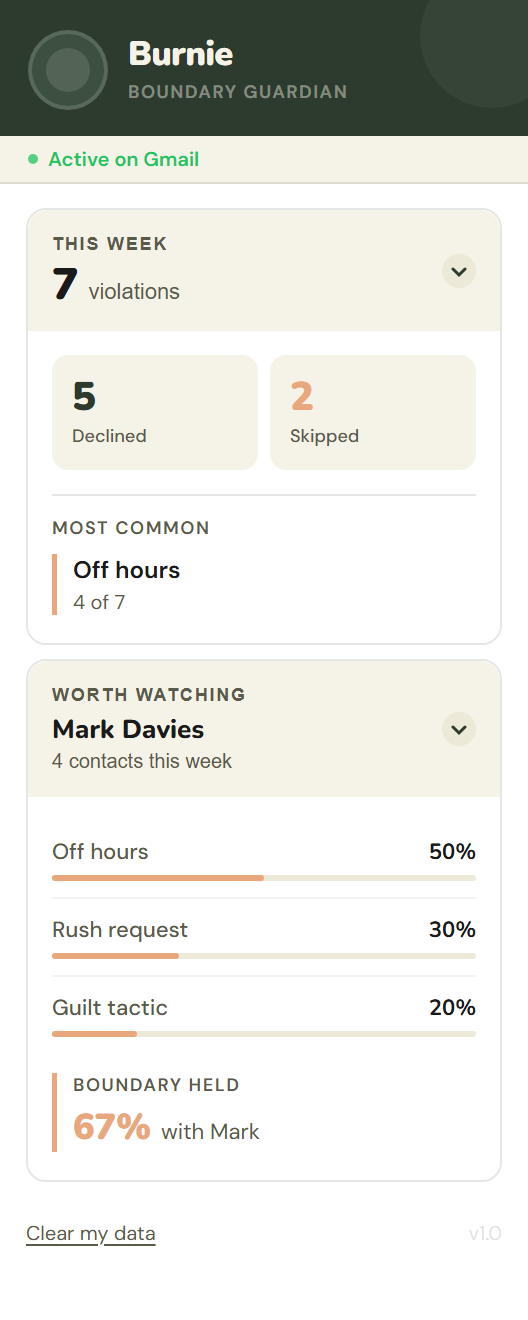 Burnie
BOUNDARY GUARDIAN
Active on Gmail
THIS WEEK
7 violations
5
Declined
2
Skipped
MOST COMMON
Off hours
4 of 7
WORTH WATCHING
Mark Davies
4 contacts this week
Off hours 50%
Rush request 30%
Guilt tactic 20%
BOUNDARY HELD
67% with Mark
Clear my data v1.0